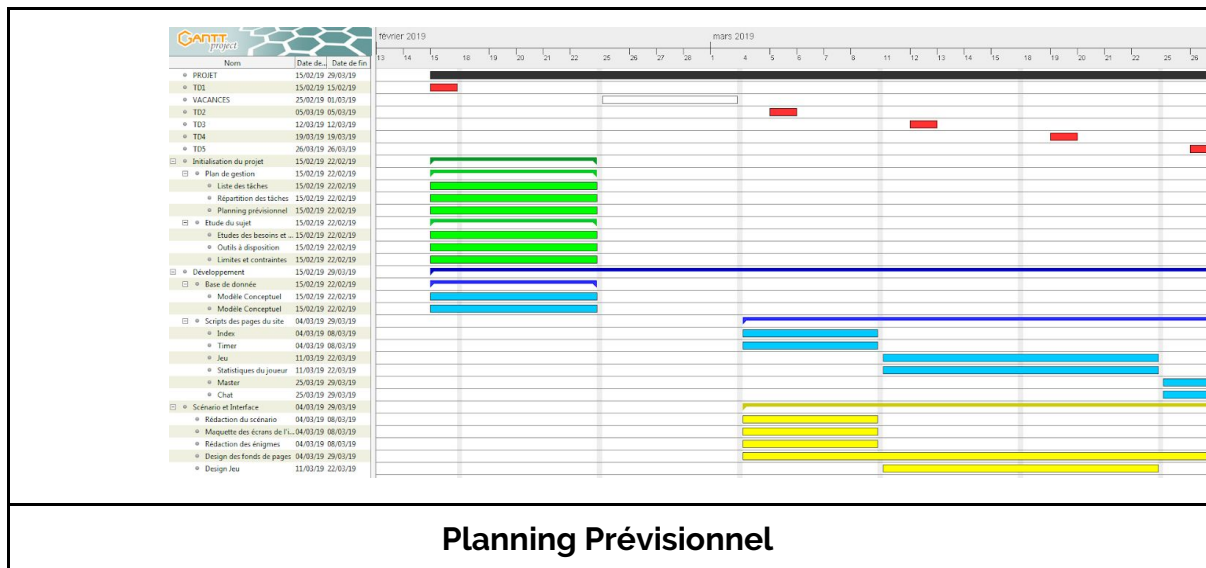 GANTT
project
février 2019 mars 2019
13 14 15 18 19 20 21 22 25 26 27 28 1 4 5 6 7 8 11 12 13 14 15 18 19 20 21 22 25 26
Nom Date de... Date de fin
PROJET 15/02/19 29/03/19
TD1 15/02/19 15/02/19
VACANCES 25/02/19 01/03/19
TD2 05/03/19 05/03/19
TD3 12/03/19 12/03/19
TD4 19/03/19 19/03/19
TD5 26/03/19 26/03/19
Initialisation du projet 15/02/19 22/02/19
Plan de gestion 15/02/19 22/02/19
Liste des tâches 15/02/19 22/02/19
Répartition des tâches 15/02/19 22/02/19
Planning prévisionnel 15/02/19 22/02/19
Etude du sujet 15/02/19 22/02/19
Etudes des besoins et ... 15/02/19 22/02/19
Outils à disposition 15/02/19 22/02/19
Limites et contraintes 15/02/19 22/02/19
Développement 15/02/19 29/03/19
Base de donnée 15/02/19 22/02/19
Modèle Conceptuel 15/02/19 22/02/19
Modèle Conceptuel 15/02/19 22/02/19
Scripts des pages du site 04/03/19 29/03/19
Index 04/03/19 08/03/19
Timer 04/03/19 08/03/19
Jeu 11/03/19 22/03/19
Statistiques du joueur 11/03/19 22/03/19
Master 25/03/19 29/03/19
Chat 25/03/19 29/03/19
Scénario et Interface 04/03/19 29/03/19
Rédaction du scénario 04/03/19 08/03/19
Maquette des écrans de l'i... 04/03/19 08/03/19
Rédaction des énigmes 04/03/19 08/03/19
Design des fonds de pages 04/03/19 29/03/19
Design Jeu 11/03/19 22/03/19
Planning Prévisionnel